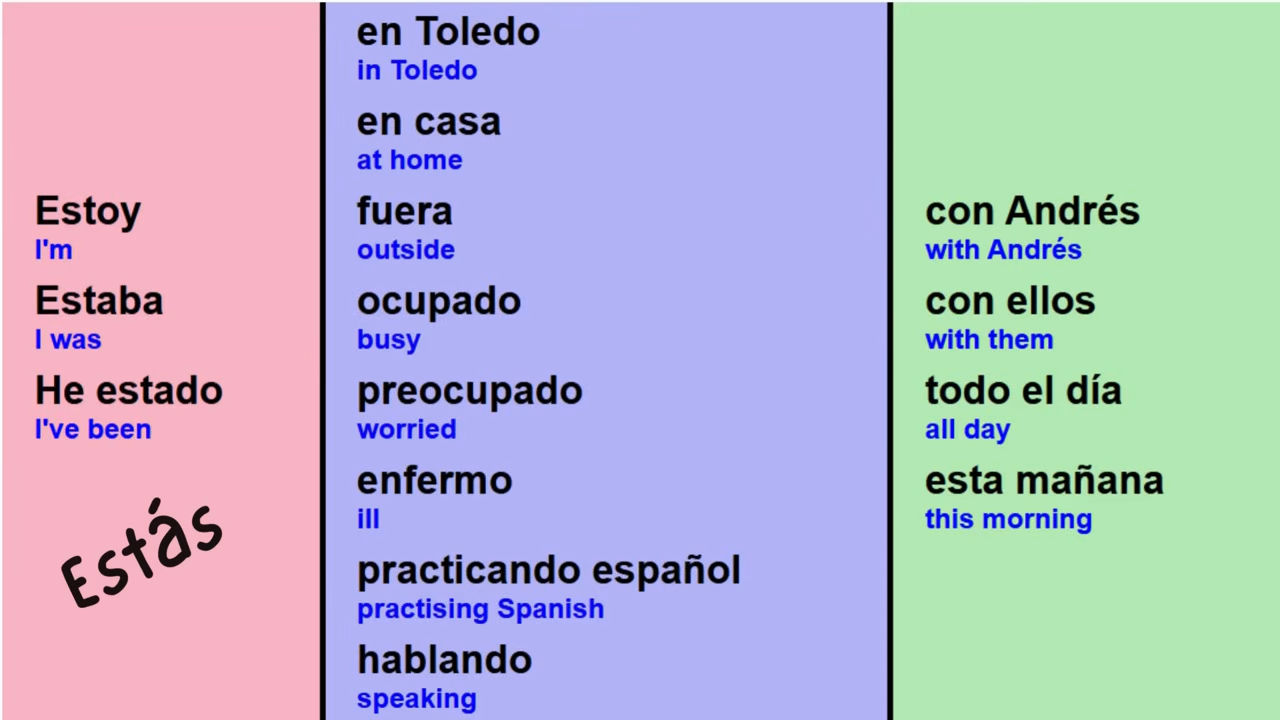 Estoy
I'm
Estaba
I was
He estado
I've been
Estás
en Toledo
in Toledo
en casa
at home
fuera
outside
ocupado
busy
preocupado
worried
enfermo
ill
practicando español
practising Spanish
hablando
speaking
con Andrés
with Andrés
con ellos
with them
todo el día
all day
esta mañana
this morning